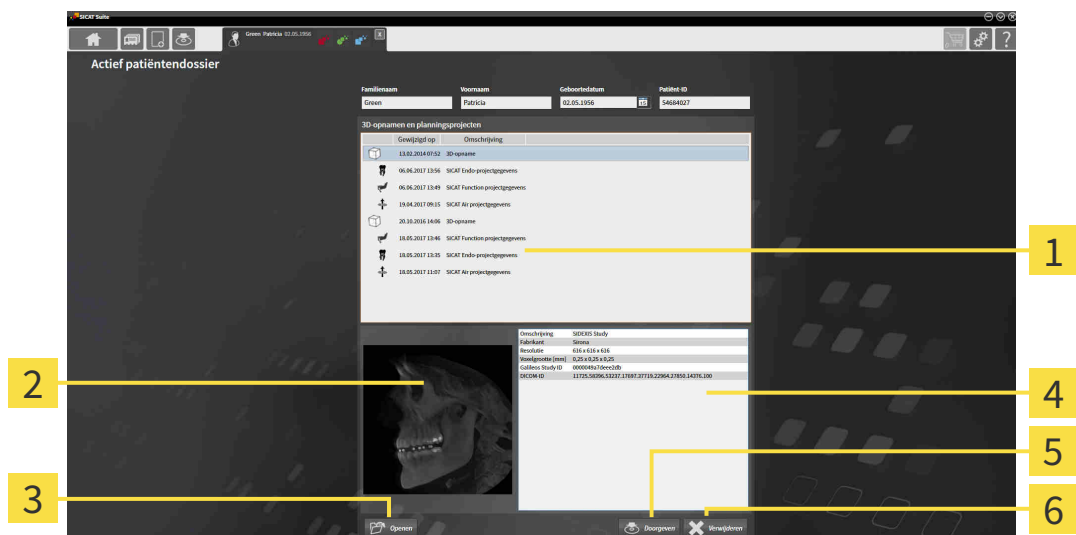 SICAT Suite
Green Patricia 02.05.1956
X
?
Actief patiëntendossier
Familienaam Voornaam Geboortedatum Patiënt-ID
Green Patricia 02.05.1956 15 54684027
3D-opnamen en planningsprojecten
Gewijzigd op Omschrijving
13.02.2014 07:52 3D-opname
06.06.2017 13:56 SICAT Endo-projectgegevens
06.06.2017 13:49 SICAT Function projectgegevens
19.04.2017 09:15 SICAT Air projectgegevens
20.10.2016 14:06 3D-opname
18.05.2017 13:46 SICAT Function projectgegevens
18.05.2017 13:35 SICAT Endo-projectgegevens
18.05.2017 11:07 SICAT Air projectgegevens
1
Omschrijving SIDEXIS Study
Fabrikant Sirona
Resolutie 616 x 616 x 616
Voxelgrootte [mm] 0,25 x 0,25 x 0,25
Galileos Study ID 0000049a7deee2db
DICOM-ID 11725.58396.53237.17697.37719.22964.27850.14376.100
2
4
5
3
6
Openen
Doorgeven
Verwijderen